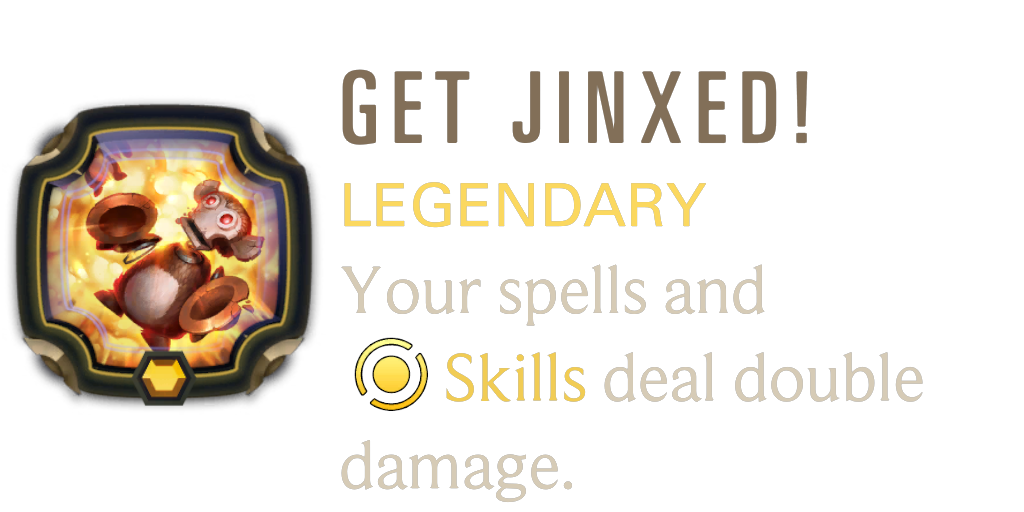 GET JINXED!
LEGENDARY
Your spells and
Skills deal double
damage.